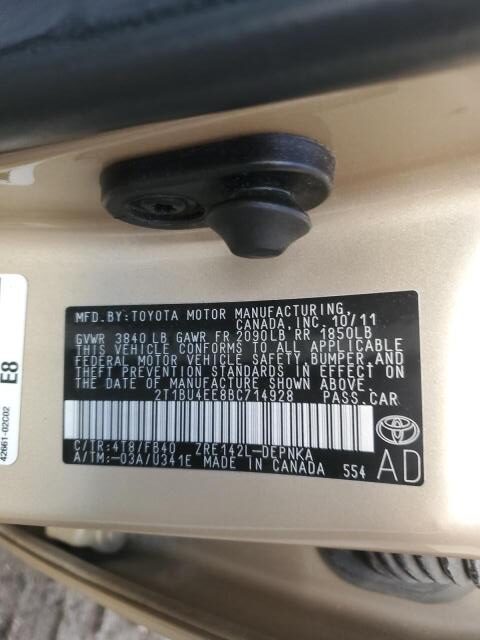 MFD.BY:TOYOTA MOTOR MANUFACTURING,
CANADA, INC. 10/11
GVWR 3840 LB GAWR FR 2090LB RR 1850LB
THIS VEHICLE CONFORMS TO ALL APPLICABLE
FEDERAL MOTOR VEHICLE SAFETY, BUMPER, AND
THEFT PREVENTION STANDARDS IN EFFECT ON
THE DATE OF MANUFACTURE SHOWN ABOVE.
2T1BU4EE8BC714928 PASS.CAR
C/TR:4T8/FB40 ZRE142L-DEPNKA
A/TM:-03A/U341E MADE IN CANADA 554
AD
E8
42661-02C02